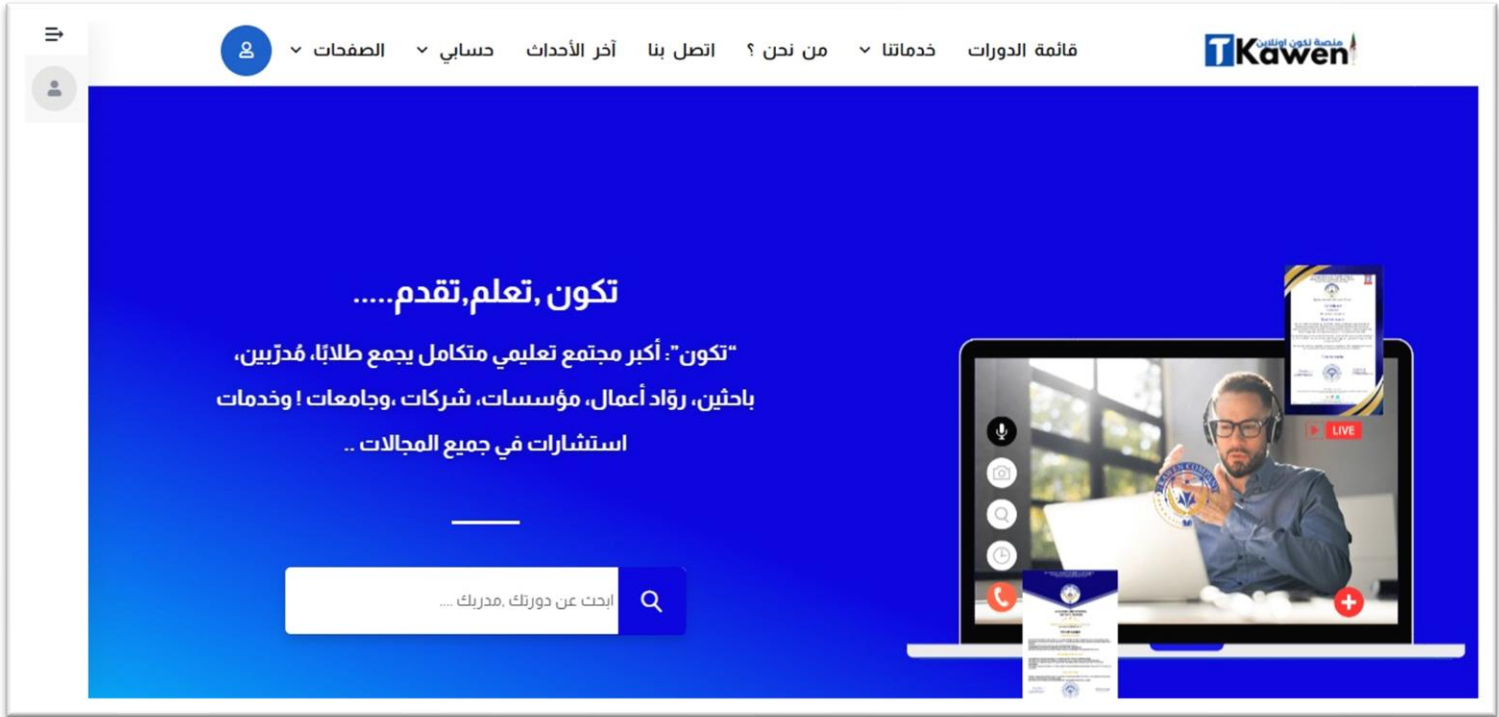 منصة تكون اونلاين
TKawen
قائمة الدورات
خدماتنا
من نحن ؟
اتصل بنا
آخر الأحداث
حسابي
الصفحات
تكون ,تعلم,تقدم.....
“تكون”: أكبر مجتمع تعليمي متكامل يجمع طلابًا، مُدرّبين،
باحثين، روّاد أعمال، مؤسسات، شركات ،وجامعات ! وخدمات
استشارات في جميع المجالات ..
ابحث عن دورتك ,مدربك ....
LIVE